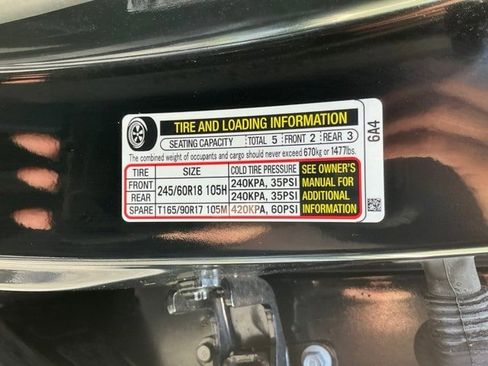 TIRE AND LOADING INFORMATION
SEATING CAPACITY TOTAL 5 FRONT 2 REAR 3
The combined weight of occupants and cargo should never exceed 670kg or 1477lbs.
TIRE SIZE COLD TIRE PRESSURE
FRONT 245/60R18 105H 240KPA, 35PSI
REAR 240KPA, 35PSI
SPARE T165/90R17 105M 420KPA, 60PSI
SEE OWNER'S
MANUAL FOR
ADDITIONAL
INFORMATION
6A4